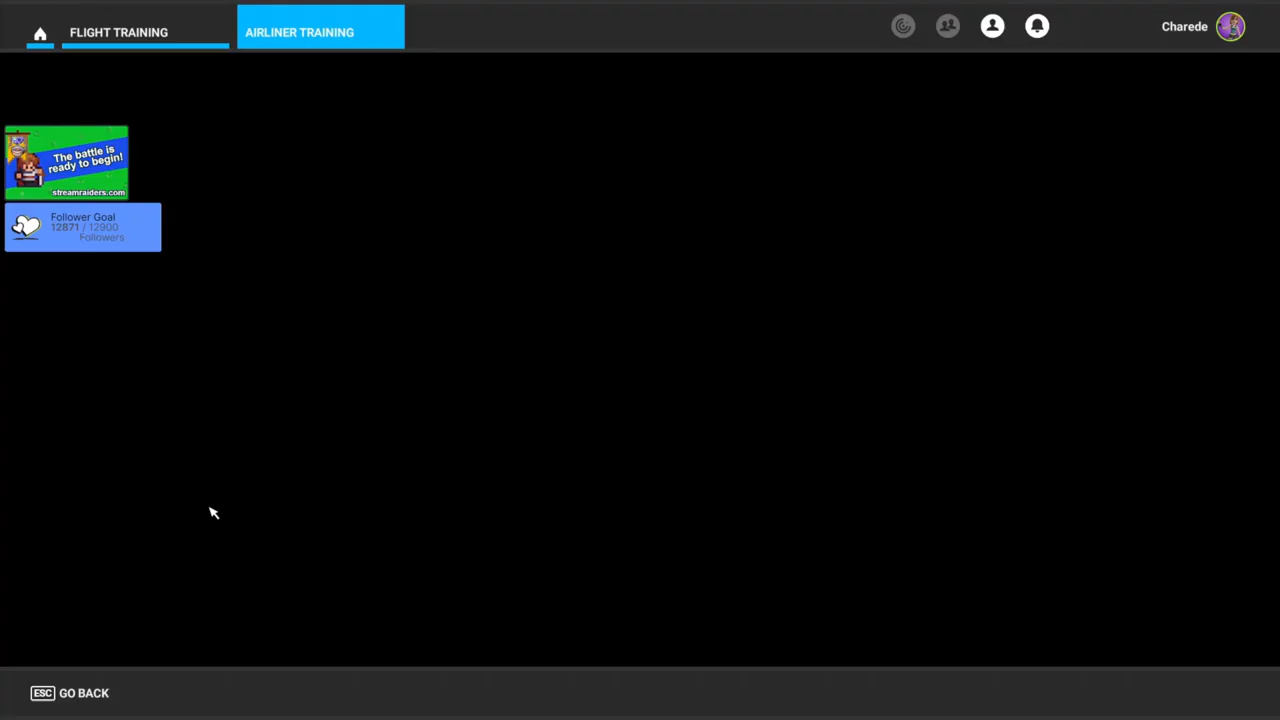 FLIGHT TRAINING
AIRLINER TRAINING
Charede
The battle is
ready to begin!
streamraiders.com
Follower Goal
12871 / 12900
Followers
ESC GO BACK